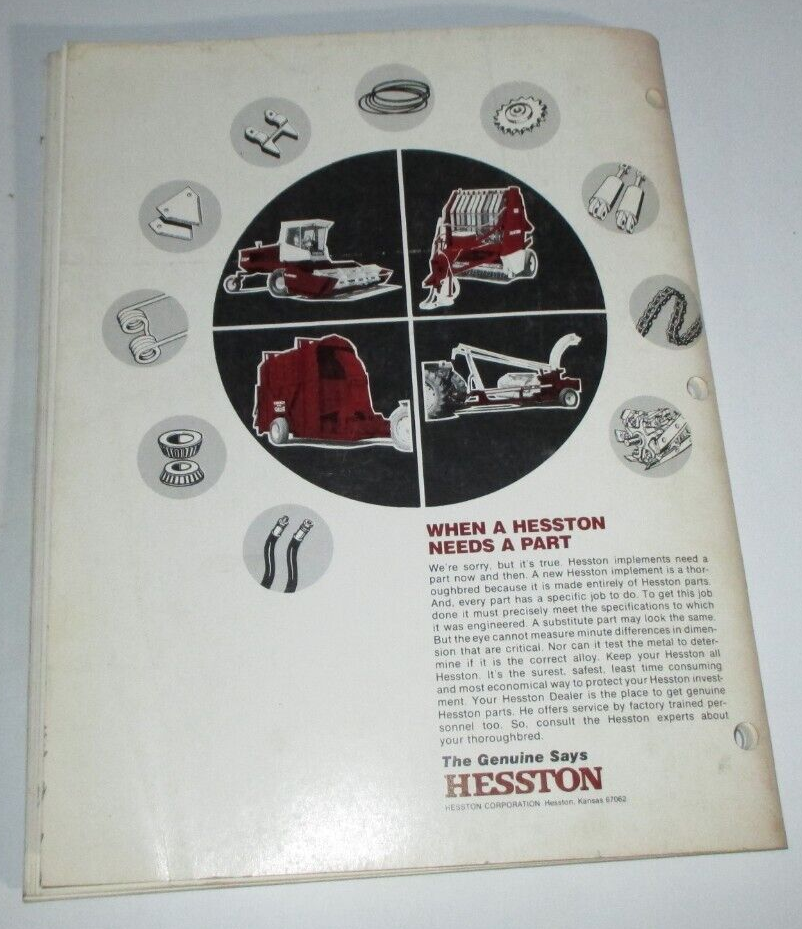 WHEN A HESSTON
NEEDS A PART
We're sorry, but it's true. Hesston implements need a
part now and then. A new Hesston implement is a thor-
oughbred because it is made entirely of Hesston parts.
And, every part has a specific job to do. To get this job
done it must precisely meet the specifications to which
it was engineered. A substitute part may look the same.
But the eye cannot measure minute differences in dimen-
sion that are critical. Nor can it test the metal to deter-
mine if it is the correct alloy. Keep your Hesston all
Hesston. It's the surest, safest, least time consuming
and most economical way to protect your Hesston invest-
ment. Your Hesston Dealer is the place to get genuine
Hesston parts. He offers service by factory trained per-
sonnel too. So, consult the Hesston experts about
your thoroughbred.
The Genuine Says
HESSTON
HESSTON CORPORATION, Hesston, Kansas 67062